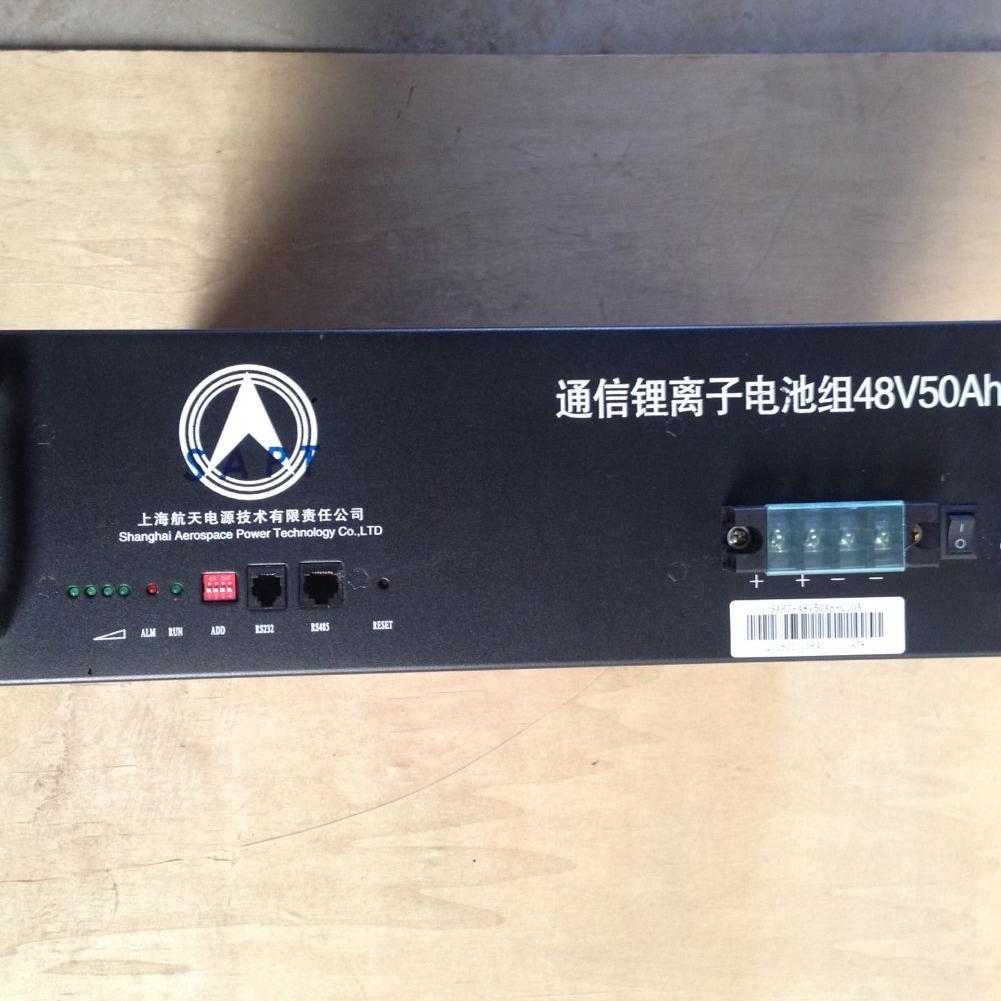 通信锂离子电池组48V50Ah
SAPT
上海航天电源技术有限责任公司
Shanghai Aerospace Power Technology Co.,LTD
+ + − −
ALM RUN ADD RS232 RS485 RESET